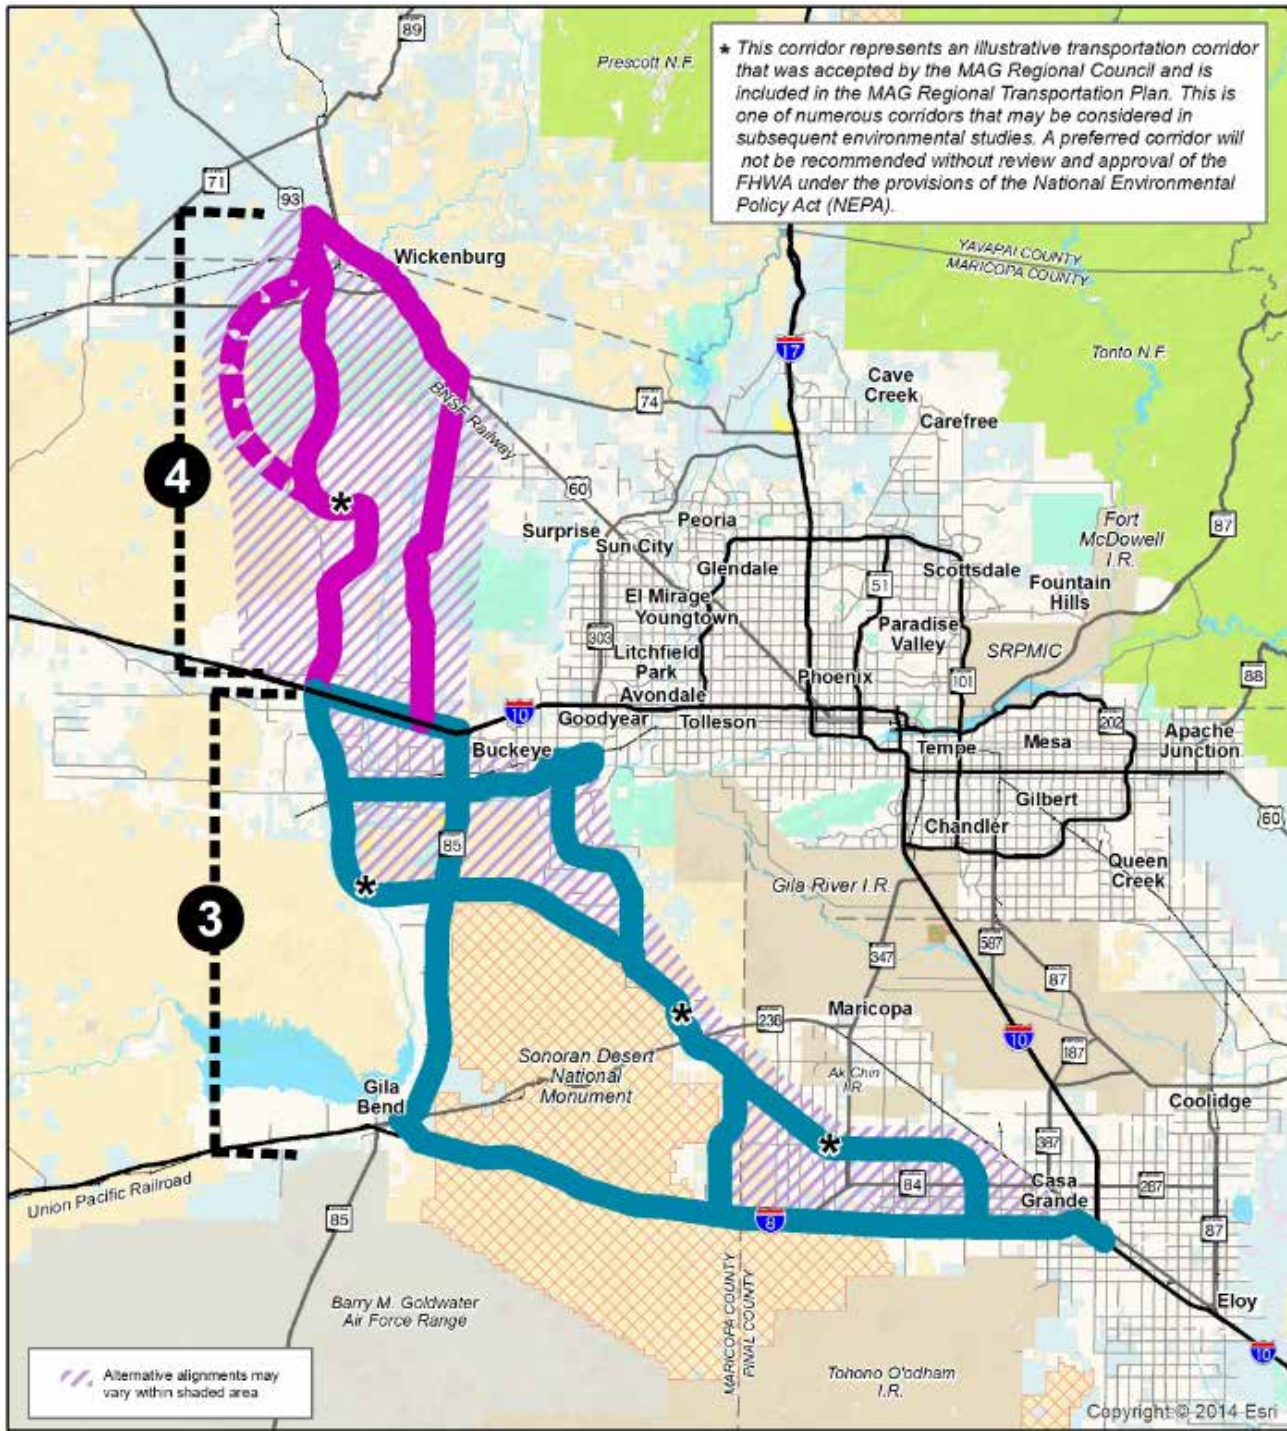 89
Prescott N.F.
* This corridor represents an illustrative transportation corridor
that was accepted by the MAG Regional Council and is
included in the MAG Regional Transportation Plan. This is
one of numerous corridors that may be considered in
subsequent environmental studies. A preferred corridor will
not be recommended without review and approval of the
FHWA under the provisions of the National Environmental
Policy Act (NEPA).
71
93
Wickenburg
YAVAPAI COUNTY
MARICOPA COUNTY
17
Tonto N.F.
Cave
Creek
BNSF Railway
74
Carefree
4
*
60
Surprise
Peoria
Sun City
Fort
McDowell
I.R.
87
Glendale
51
Scottsdale
El Mirage
Fountain
Hills
Youngtown
303
Paradise
Valley
Litchfield
Park
SRPMIC
Phoenix
101
88
Avondale
10
Goodyear
Tolleson
202
Apache
Junction
Buckeye
Tempe
Mesa
Gilbert
60
85
Chandler
Queen
Creek
*
Gila River I.R.
3
347
587
87
Maricopa
*
238
10
187
Sonoran Desert
National
Monument
Ak Chin
I.R.
Gila
Bend
Coolidge
*
387
84
Casa
Grande
287
Union Pacific Railroad
85
8
87
MARICOPA COUNTY
PINAL COUNTY
Barry M. Goldwater
Air Force Range
Eloy
10
Alternative alignments may
vary within shaded area
Tohono O'odham
I.R.
Copyright © 2014 Esri